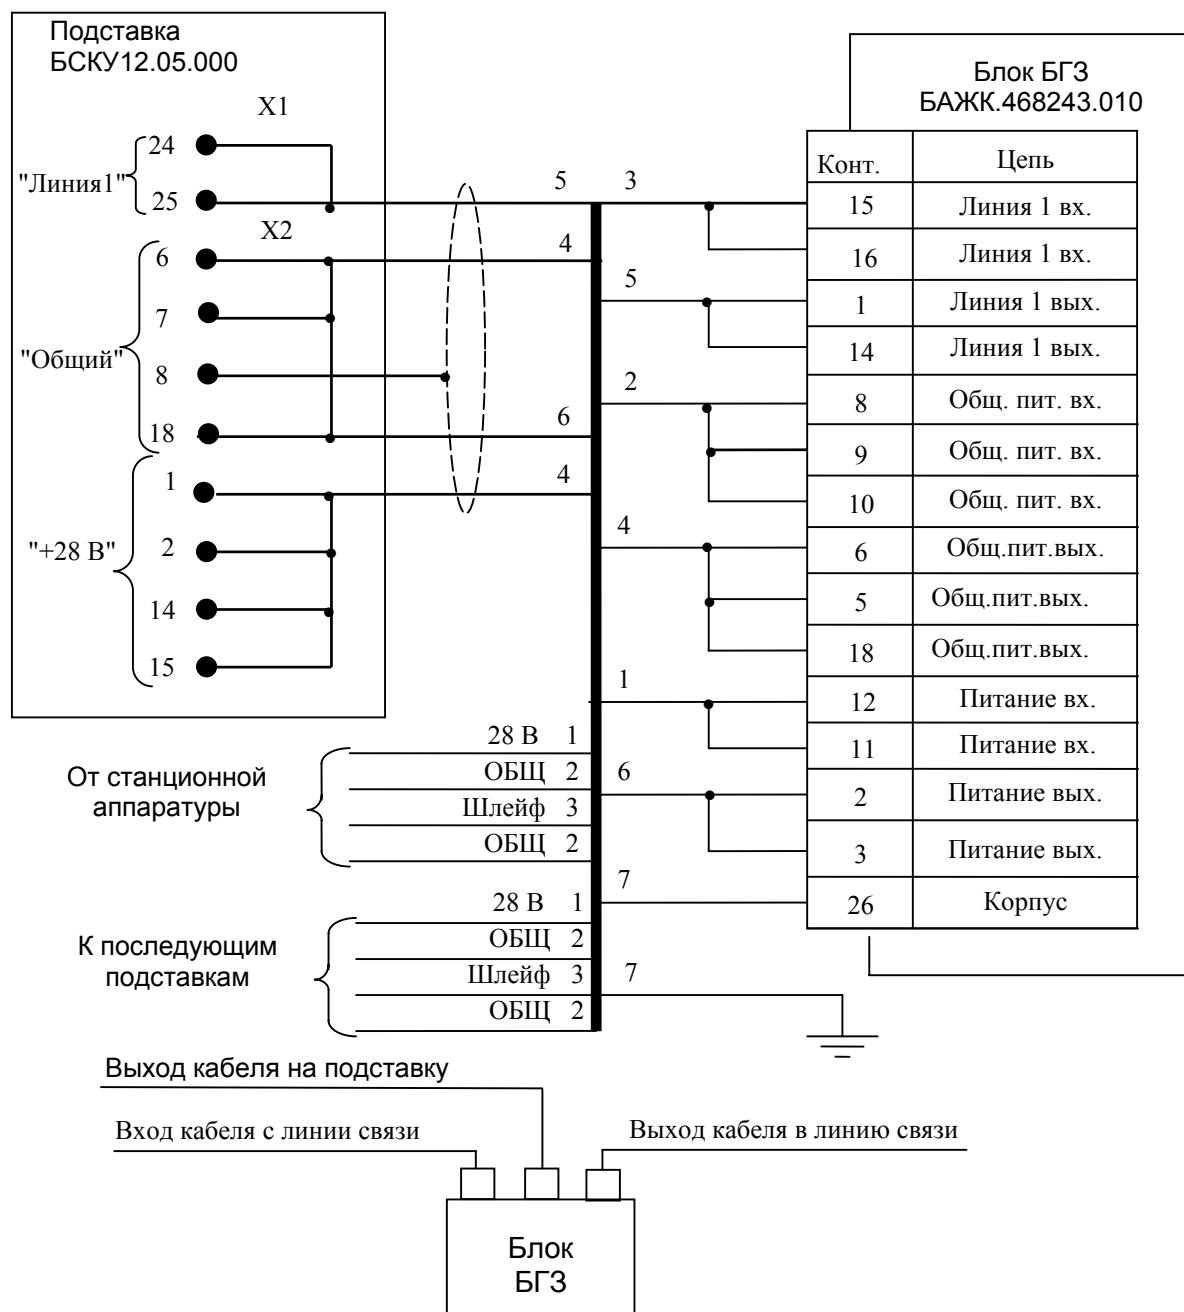 Подставка
БСКУ12.05.000
X1
24
"Линия1"
25
X2
6
7
"Общий"
8
18
1
"+28 В"
2
14
15
5
4
6
4
28 В 1
От станционной
аппаратуры
ОБЩ 2
Шлейф 3
ОБЩ 2
28 В 1
К последующим
подставкам
ОБЩ 2
Шлейф 3
ОБЩ 2
3
5
2
4
1
6
7
7
Блок БГЗ
БАЖК.468243.010
Конт. Цепь
15 Линия 1 вх.
16 Линия 1 вх.
1 Линия 1 вых.
14 Линия 1 вых.
8 Общ. пит. вх.
9 Общ. пит. вх.
10 Общ. пит. вх.
6 Общ.пит.вых.
5 Общ.пит.вых.
18 Общ.пит.вых.
12 Питание вх.
11 Питание вх.
2 Питание вых.
3 Питание вых.
26 Корпус
Выход кабеля на подставку
Вход кабеля с линии связи
Выход кабеля в линию связи
Блок
БГЗ